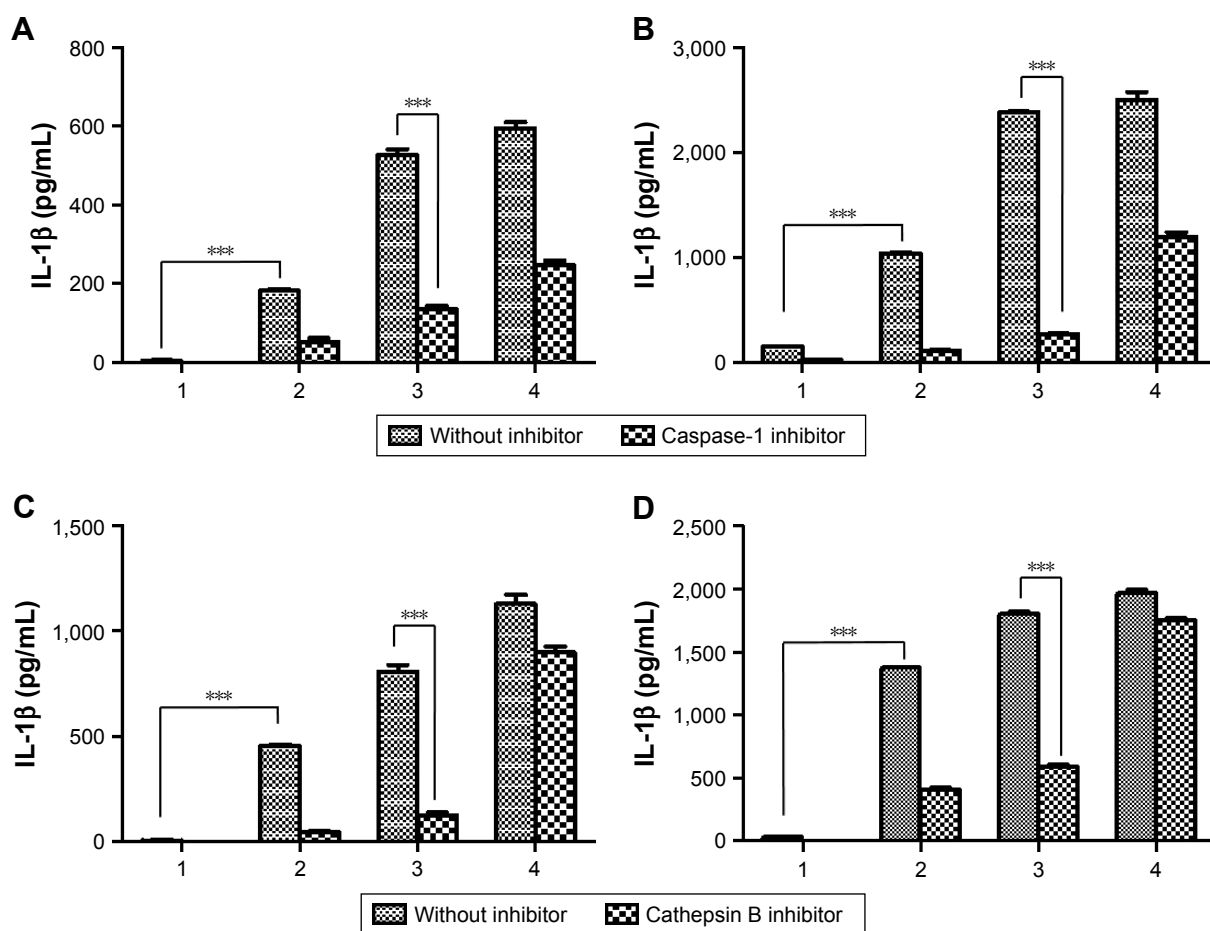 A
IL-1β (pg/mL)
800
600
400
200
0
***
***
1 2 3 4
B
IL-1β (pg/mL)
3,000
2,000
1,000
0
***
***
1 2 3 4
Without inhibitor Caspase-1 inhibitor
C
IL-1β (pg/mL)
1,500
1,000
500
0
***
***
1 2 3 4
D
IL-1β (pg/mL)
2,500
2,000
1,500
1,000
500
0
***
***
1 2 3 4
Without inhibitor Cathepsin B inhibitor